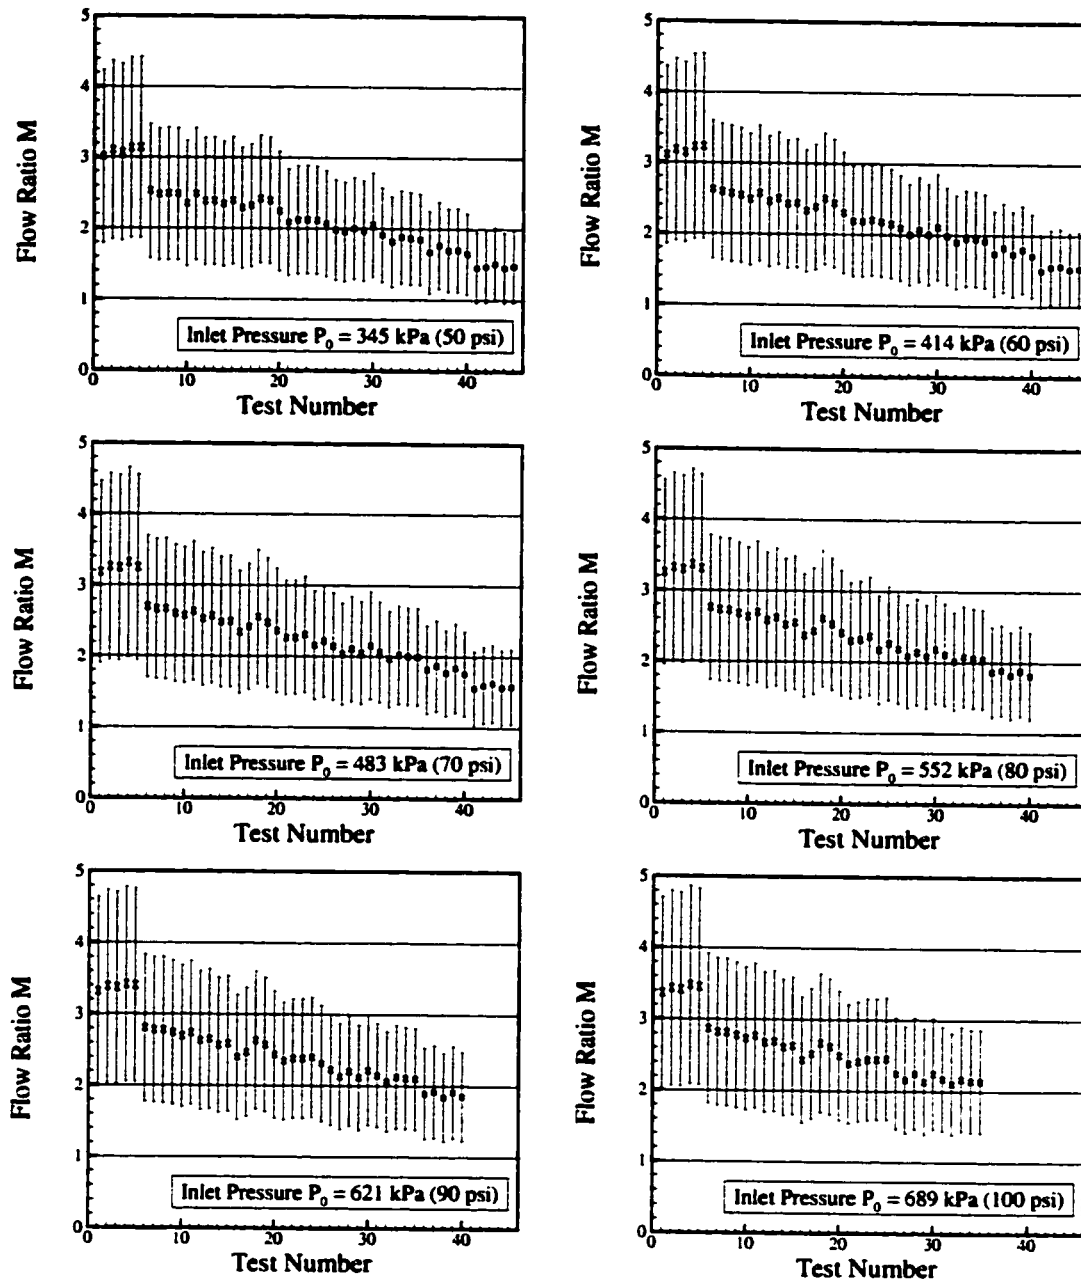 5
4
3
2
1
0
Flow Ratio M
Inlet Pressure P0 = 345 kPa (50 psi)
0 10 20 30 40
Test Number
5
4
3
2
1
0
Flow Ratio M
Inlet Pressure P0 = 414 kPa (60 psi)
0 10 20 30 40
Test Number
5
4
3
2
1
0
Flow Ratio M
Inlet Pressure P0 = 483 kPa (70 psi)
0 10 20 30 40
Test Number
5
4
3
2
1
0
Flow Ratio M
Inlet Pressure P0 = 552 kPa (80 psi)
0 10 20 30 40
Test Number
5
4
3
2
1
0
Flow Ratio M
Inlet Pressure P0 = 621 kPa (90 psi)
0 10 20 30 40
Test Number
5
4
3
2
1
0
Flow Ratio M
Inlet Pressure P0 = 689 kPa (100 psi)
0 10 20 30 40
Test Number